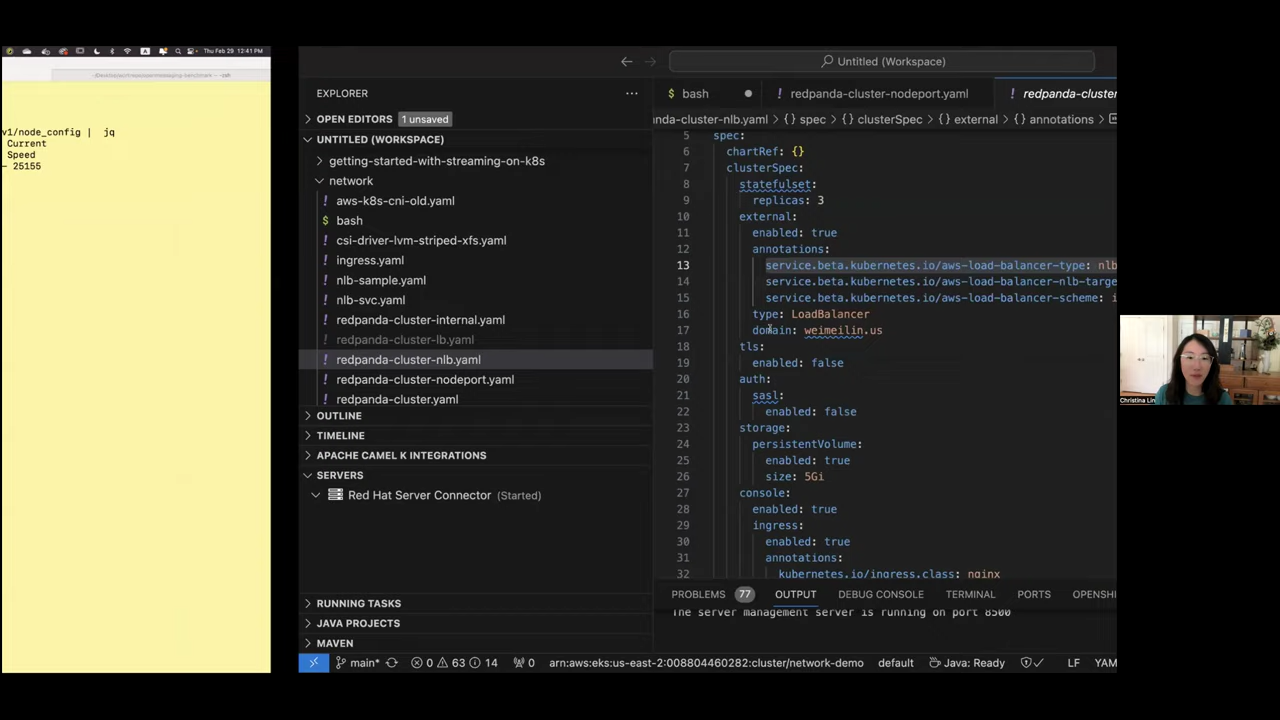 Thu Feb 29 12:41 PM
v1/node_config | jq
Current
Speed
- 25155
Untitled (Workspace)
EXPLORER
OPEN EDITORS 1 unsaved
UNTITLED (WORKSPACE)
getting-started-with-streaming-on-k8s
network
aws-k8s-cni-old.yaml
$ bash
! csi-driver-lvm-striped-xfs.yaml
! ingress.yaml
! nlb-sample.yaml
! nlb-svc.yaml
! redpanda-cluster-internal.yaml
! redpanda-cluster-lb.yaml
! redpanda-cluster-nlb.yaml
! redpanda-cluster-nodeport.yaml
! redpanda-cluster.yaml
OUTLINE
TIMELINE
APACHE CAMEL K INTEGRATIONS
SERVERS
Red Hat Server Connector (Started)
RUNNING TASKS
JAVA PROJECTS
MAVEN
$ bash
! redpanda-cluster-nodeport.yaml
! redpanda-cluster
nda-cluster-nlb.yaml > {} spec > {} clusterSpec > {} external > {} annotations >
5 spec:
6 chartRef: {}
7 clusterSpec:
8 statefulset:
9 replicas: 3
10 external:
11 enabled: true
12 annotations:
13 service.beta.kubernetes.io/aws-load-balancer-type: nlb
14 service.beta.kubernetes.io/aws-load-balancer-nlb-targe
15 service.beta.kubernetes.io/aws-load-balancer-scheme: i
16 type: LoadBalancer
17 domain: weimeilin.us
18 tls:
19 enabled: false
20 auth:
21 sasl:
22 enabled: false
23 storage:
24 persistentVolume:
25 enabled: true
26 size: 5Gi
27 console:
28 enabled: true
29 ingress:
30 enabled: true
31 annotations:
32 kubernetes.io/ingress.class: nginx
PROBLEMS 77 OUTPUT DEBUG CONSOLE TERMINAL PORTS OPENSH
The server management server is running on port 8500
main* 0 63 14 0 arn:aws:eks:us-east-2:008804460282:cluster/network-demo default Java: Ready LF YAM
Christina Lin